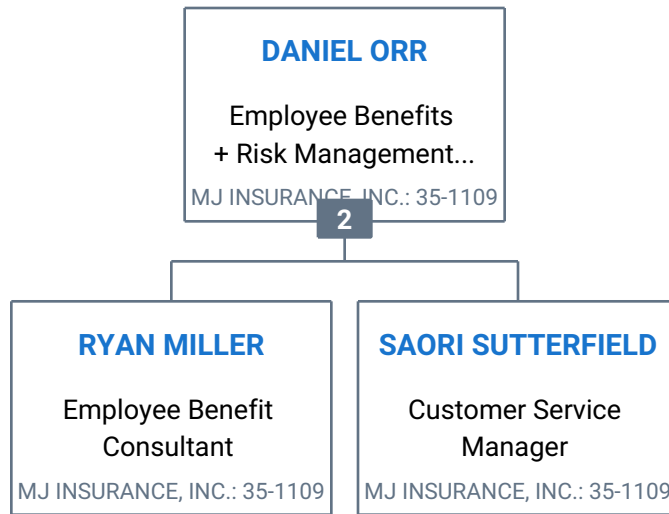 DANIEL ORR
Employee Benefits
+ Risk Management...
MJ INSURANCE, INC.: 35-1109
2
RYAN MILLER
Employee Benefit
Consultant
MJ INSURANCE, INC.: 35-1109
SAORI SUTTERFIELD
Customer Service
Manager
MJ INSURANCE, INC.: 35-1109